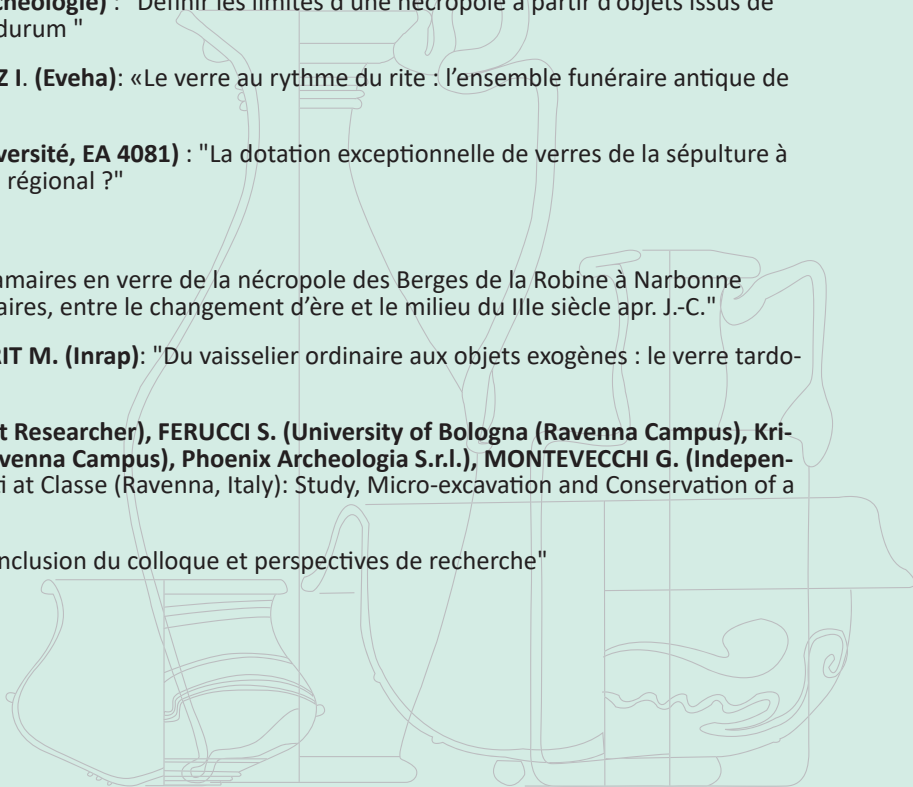 chéologie) : "Définir les limites d'une nécropole à partir d'objets issus de
durum "
Z I. (Eveha): «Le verre au rythme du rite : l'ensemble funéraire antique de
versité, EA 4081) : "La dotation exceptionnelle de verres de la sépulture à
régional ?"
amaires en verre de la nécropole des Berges de la Robine à Narbonne
aires, entre le changement d'ère et le milieu du IIIe siècle apr. J.-C."
RIT M. (Inrap): "Du vaisselier ordinaire aux objets exogènes : le verre tardo-
t Researcher), FERUCCI S. (University of Bologna (Ravenna Campus), Kri-
avenna Campus), Phoenix Archeologia S.r.l.), MONTEVECCHI G. (Indepen-
i at Classe (Ravenna, Italy): Study, Micro-excavation and Conservation of a
nclusion du colloque et perspectives de recherche"